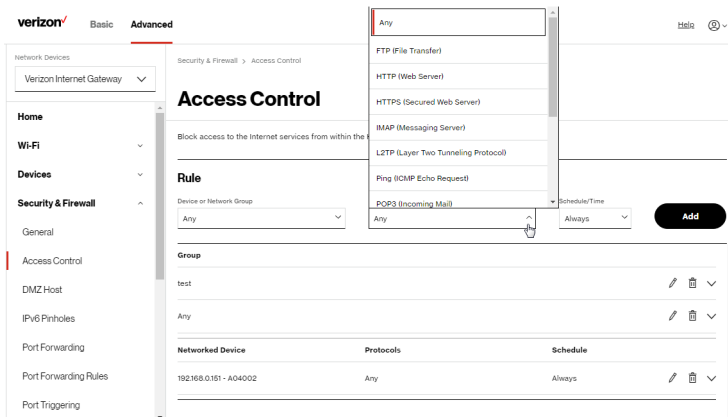 verizon
Basic
Advanced
Help
Network Devices
Verizon Internet Gateway
Home
Wi-Fi
Devices
Security & Firewall
General
Access Control
DMZ Host
IPv6 Pinholes
Port Forwarding
Port Forwarding Rules
Port Triggering
Security & Firewall > Access Control
Access Control
Block access to the Internet services from within the
Rule
Device or Network Group
Any
Any
FTP (File Transfer)
HTTP (Web Server)
HTTPS (Secured Web Server)
IMAP (Messaging Server)
L2TP (Layer Two Tunneling Protocol)
Ping (ICMP Echo Request)
POP3 (Incoming Mail)
Any
Schedule/Time
Always
Add
Group
test
Any
Networked Device Protocols Schedule
192.168.0.151 - A04002 Any Always